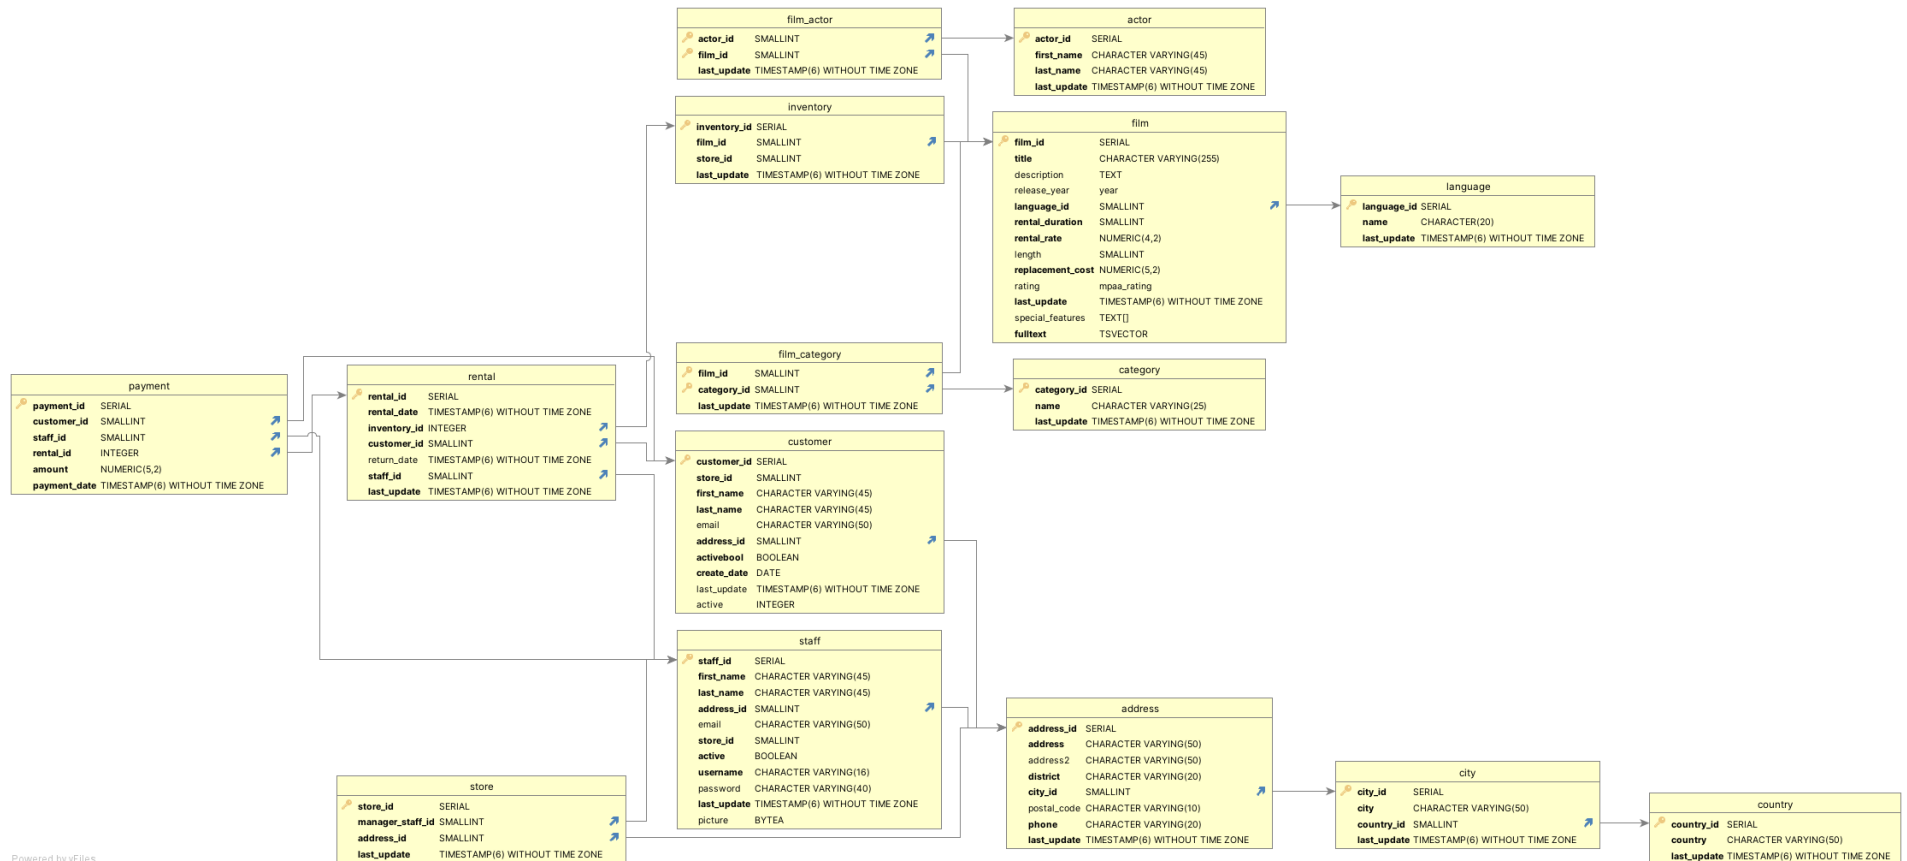 film_actor
actor_id SMALLINT
film_id SMALLINT
last_update TIMESTAMP(6) WITHOUT TIME ZONE
actor
actor_id SERIAL
first_name CHARACTER VARYING(45)
last_name CHARACTER VARYING(45)
last_update TIMESTAMP(6) WITHOUT TIME ZONE
inventory
inventory_id SERIAL
film_id SMALLINT
store_id SMALLINT
last_update TIMESTAMP(6) WITHOUT TIME ZONE
film
film_id SERIAL
title CHARACTER VARYING(255)
description TEXT
release_year year
language_id SMALLINT
rental_duration SMALLINT
rental_rate NUMERIC(4,2)
length SMALLINT
replacement_cost NUMERIC(5,2)
rating mpaa_rating
last_update TIMESTAMP(6) WITHOUT TIME ZONE
special_features TEXT[]
fulltext TSVECTOR
language
language_id SERIAL
name CHARACTER(20)
last_update TIMESTAMP(6) WITHOUT TIME ZONE
film_category
film_id SMALLINT
category_id SMALLINT
last_update TIMESTAMP(6) WITHOUT TIME ZONE
category
category_id SERIAL
name CHARACTER VARYING(25)
last_update TIMESTAMP(6) WITHOUT TIME ZONE
payment
payment_id SERIAL
customer_id SMALLINT
staff_id SMALLINT
rental_id INTEGER
amount NUMERIC(5,2)
payment_date TIMESTAMP(6) WITHOUT TIME ZONE
rental
rental_id SERIAL
rental_date TIMESTAMP(6) WITHOUT TIME ZONE
inventory_id INTEGER
customer_id SMALLINT
return_date TIMESTAMP(6) WITHOUT TIME ZONE
staff_id SMALLINT
last_update TIMESTAMP(6) WITHOUT TIME ZONE
customer
customer_id SERIAL
store_id SMALLINT
first_name CHARACTER VARYING(45)
last_name CHARACTER VARYING(45)
email CHARACTER VARYING(50)
address_id SMALLINT
activebool BOOLEAN
create_date DATE
last_update TIMESTAMP(6) WITHOUT TIME ZONE
active INTEGER
staff
staff_id SERIAL
first_name CHARACTER VARYING(45)
last_name CHARACTER VARYING(45)
address_id SMALLINT
email CHARACTER VARYING(50)
store_id SMALLINT
active BOOLEAN
username CHARACTER VARYING(16)
password CHARACTER VARYING(40)
last_update TIMESTAMP(6) WITHOUT TIME ZONE
picture BYTEA
address
address_id SERIAL
address CHARACTER VARYING(50)
address2 CHARACTER VARYING(50)
district CHARACTER VARYING(20)
city_id SMALLINT
postal_code CHARACTER VARYING(10)
phone CHARACTER VARYING(20)
last_update TIMESTAMP(6) WITHOUT TIME ZONE
store
store_id SERIAL
manager_staff_id SMALLINT
address_id SMALLINT
last_update TIMESTAMP(6) WITHOUT TIME ZONE
city
city_id SERIAL
city CHARACTER VARYING(50)
country_id SMALLINT
last_update TIMESTAMP(6) WITHOUT TIME ZONE
country
country_id SERIAL
country CHARACTER VARYING(50)
last_update TIMESTAMP(6) WITHOUT TIME ZONE
Powered by yFiles